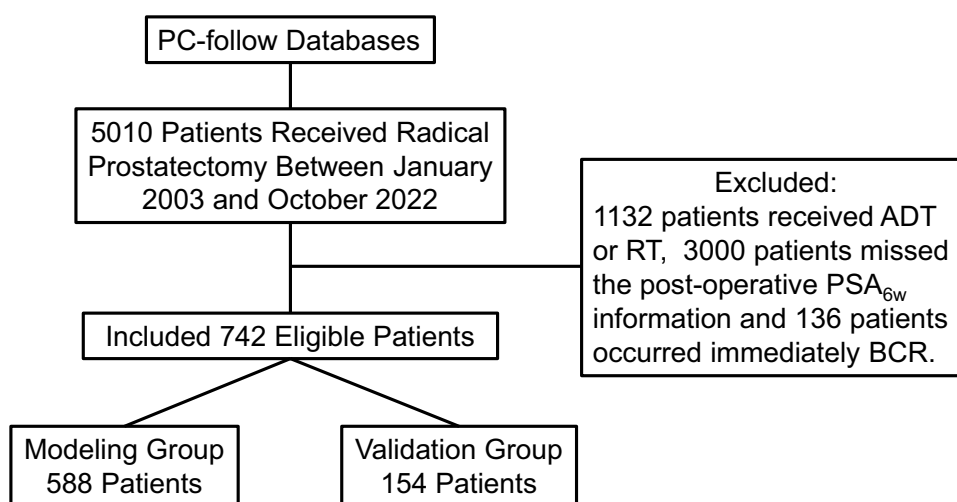 PC-follow Databases
5010 Patients Received Radical
Prostatectomy Between January
2003 and October 2022
Excluded:
1132 patients received ADT
or RT, 3000 patients missed
the post-operative PSA6w
information and 136 patients
occurred immediately BCR.
Included 742 Eligible Patients
Modeling Group
588 Patients
Validation Group
154 Patients